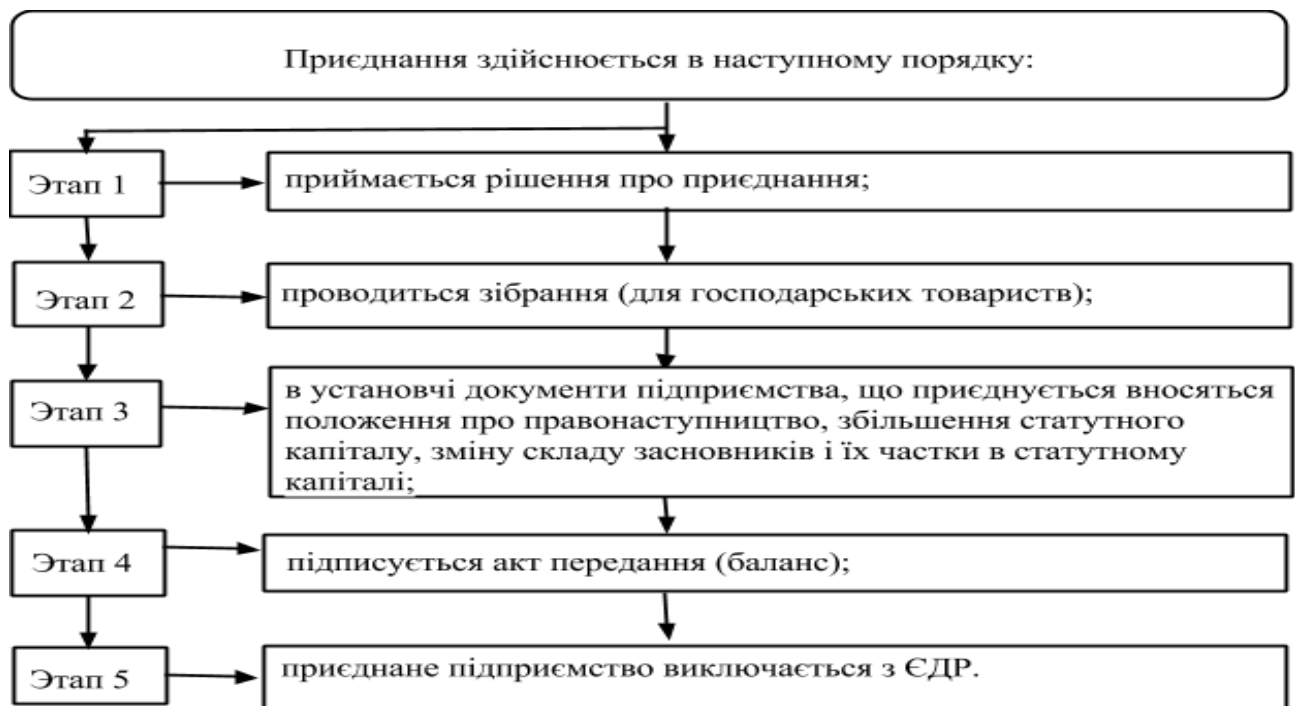 Приєднання здійснюється в наступному порядку:
Этап 1
приймається рішення про приєднання;
Этап 2
проводиться зібрання (для господарських товариств);
Этап 3
в установчі документи підприємства, що приєднується вносяться
положення про правонаступництво, збільшення статутного
капіталу, зміну складу засновників і їх частки в статутному
капіталі;
Этап 4
підписується акт передання (баланс);
Этап 5
приєднане підприємство виключається з ЄДР.